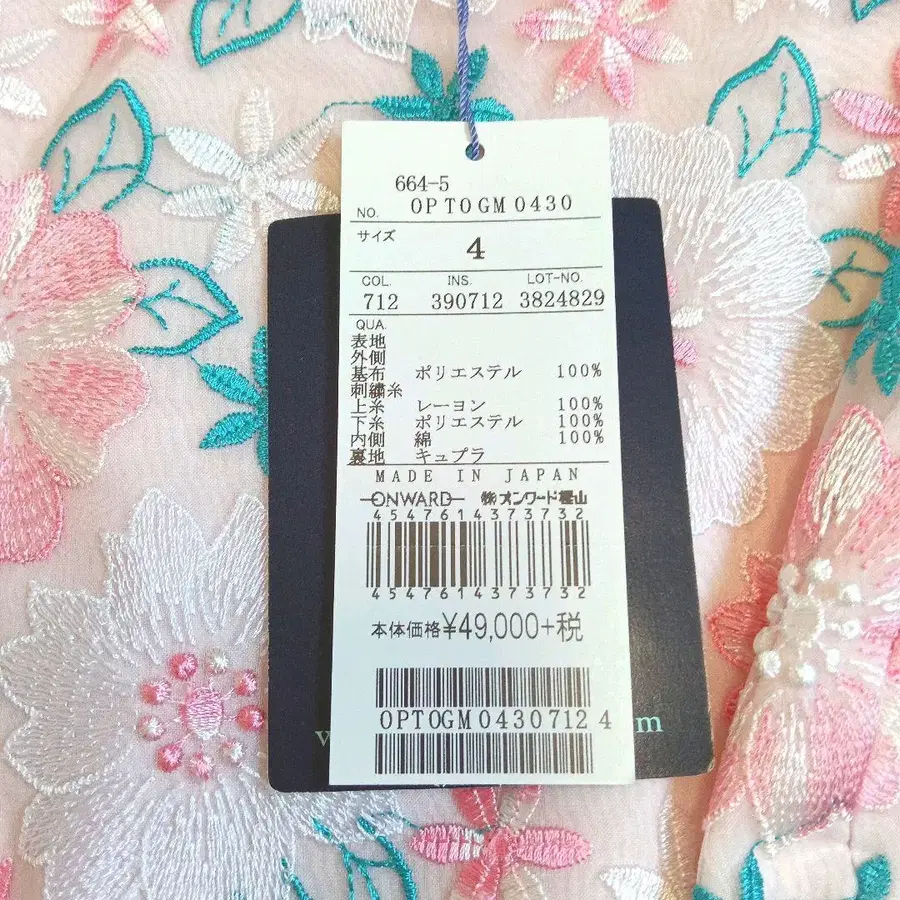 664-5
NO. OPTOGM0430
サイズ
4
COL. INS. LOT-NO.
712 390712 3824829
QUA.
表地
外側
基布 ポリエステル 100%
刺繍糸
上糸 レーヨン 100%
下糸 ポリエステル 100%
内側 綿 100%
裏地 キュプラ
MADE IN JAPAN
ONWARD ㈱オンワード樫山
4547614373732
4547614373732
本体価格¥49,000+税
OPTOGM04307124